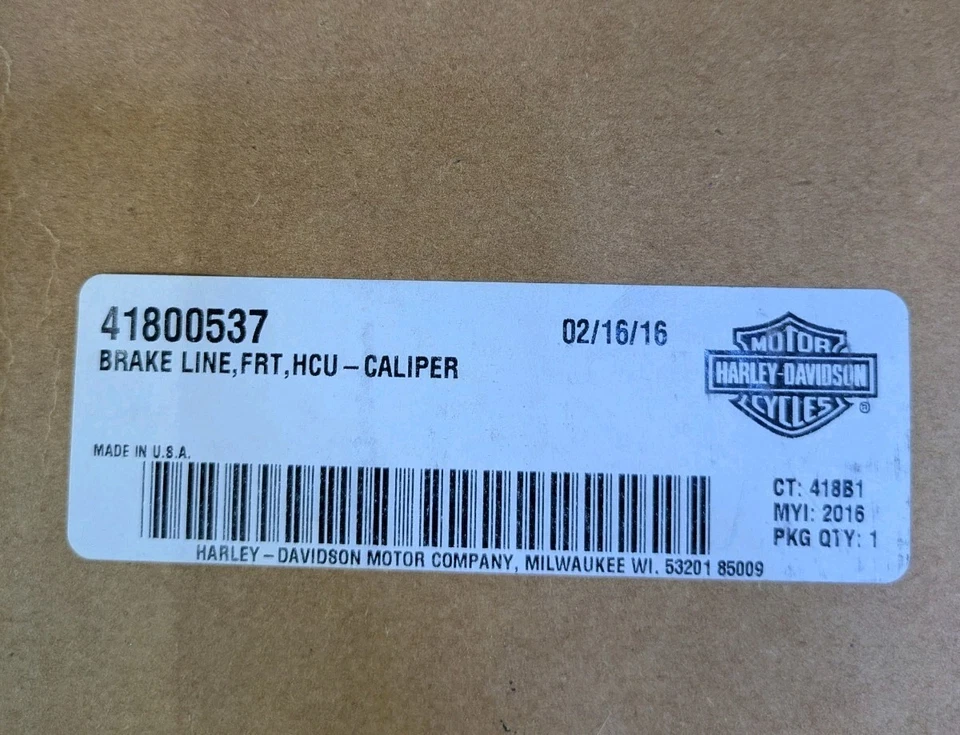 41800537
02/16/16
BRAKE LINE,FRT,HCU–CALIPER
MOTOR
HARLEY-DAVIDSON
CYCLES
®
MADE IN U.S.A.
CT: 418B1
MYI: 2016
PKG QTY: 1
HARLEY–DAVIDSON MOTOR COMPANY, MILWAUKEE WI. 53201 85009